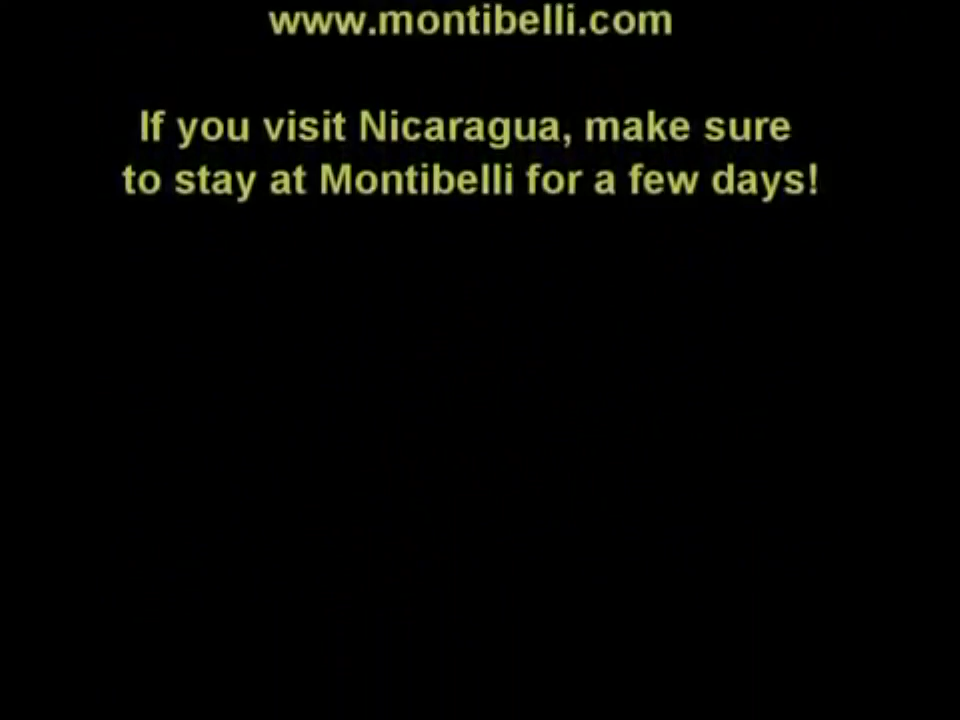 www.montibelli.com
If you visit Nicaragua, make sure
to stay at Montibelli for a few days!